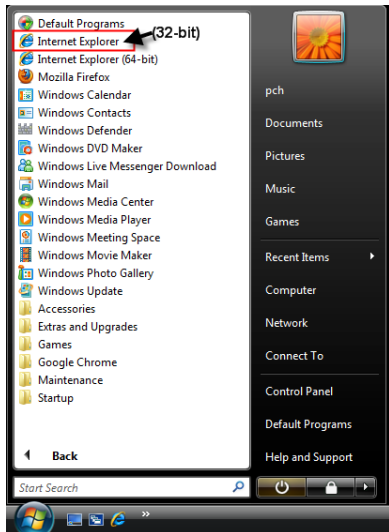 Default Programs
Internet Explorer (32-bit)
Internet Explorer (64-bit)
Mozilla Firefox
Windows Calendar
Windows Contacts
Windows Defender
Windows DVD Maker
Windows Live Messenger Download
Windows Mail
Windows Media Center
Windows Media Player
Windows Meeting Space
Windows Movie Maker
Windows Photo Gallery
Windows Update
Accessories
Extras and Upgrades
Games
Google Chrome
Maintenance
Startup
Back
Start Search
pch
Documents
Pictures
Music
Games
Recent Items
Computer
Network
Connect To
Control Panel
Default Programs
Help and Support